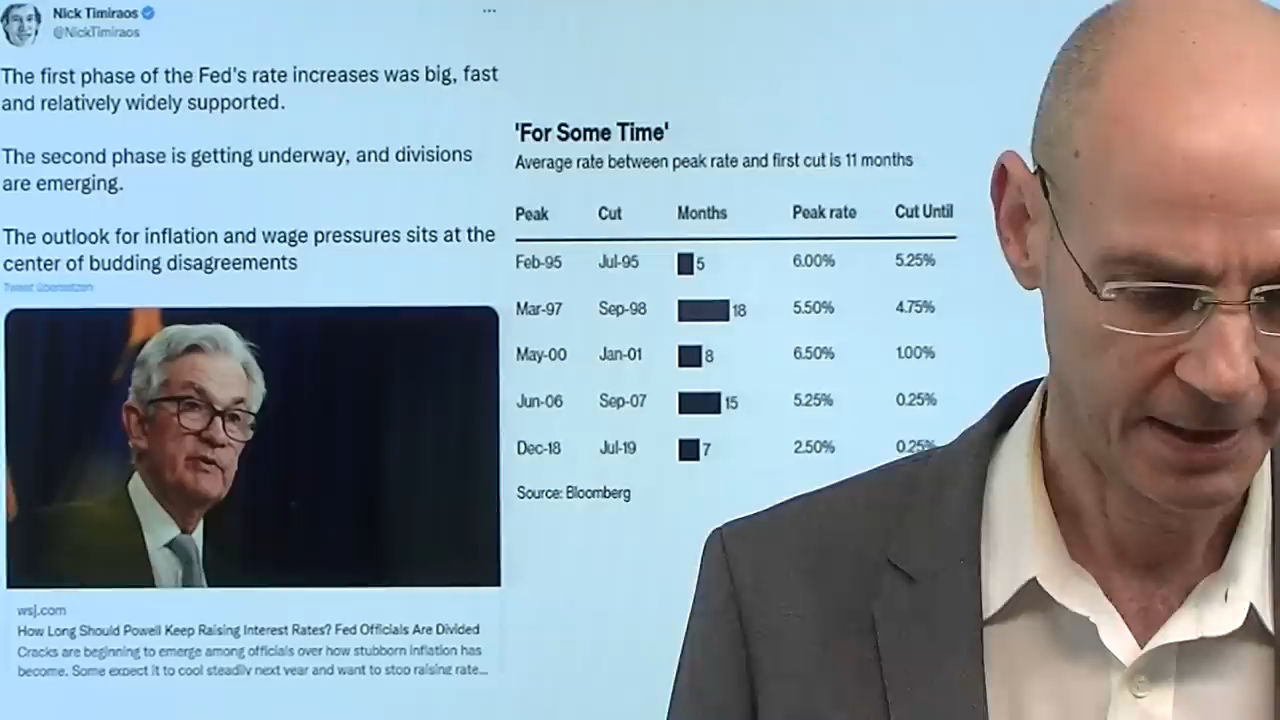 Nick Timiraos
@NickTimiraos
...
The first phase of the Fed's rate increases was big, fast
and relatively widely supported.
The second phase is getting underway, and divisions
are emerging.
The outlook for inflation and wage pressures sits at the
center of budding disagreements
Tweet übersetzen
wsj.com
How Long Should Powell Keep Raising Interest Rates? Fed Officials Are Divided
Cracks are beginning to emerge among officials over how stubborn inflation has
become. Some expect it to cool steadily next year and want to stop raising rate...
'For Some Time'
Average rate between peak rate and first cut is 11 months
Peak Cut Months Peak rate Cut Until
Feb-95 Jul-95 5 6.00% 5.25%
Mar-97 Sep-98 18 5.50% 4.75%
May-00 Jan-01 8 6.50% 1.00%
Jun-06 Sep-07 15 5.25% 0.25%
Dec-18 Jul-19 7 2.50% 0.25%
Source: Bloomberg